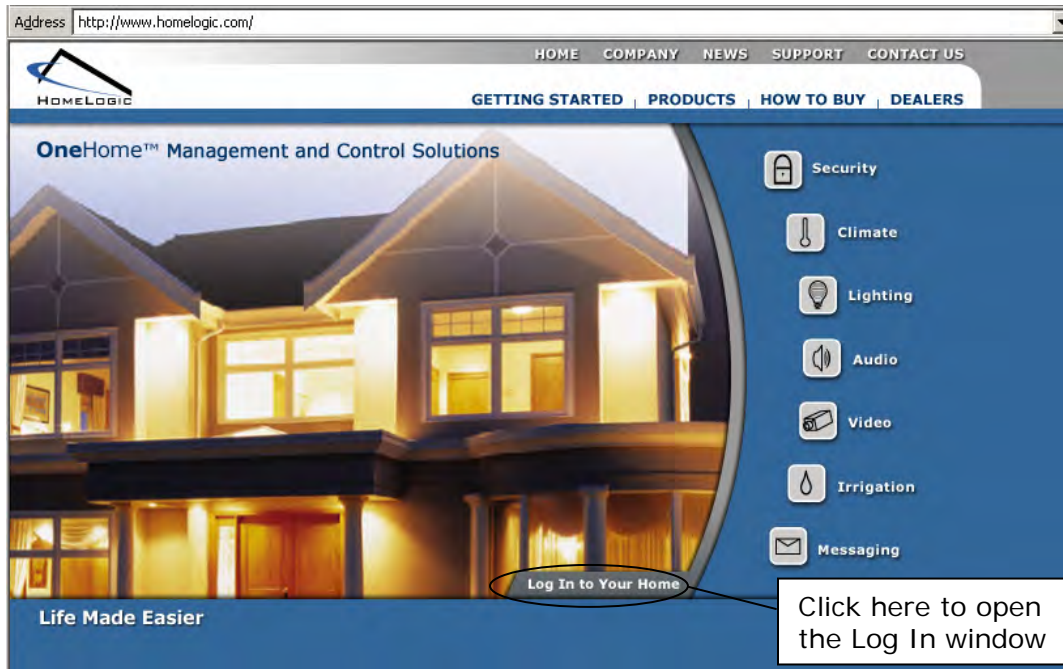 Address http://www.homelogic.com/
HOME COMPANY NEWS SUPPORT CONTACT US
HOMELOGIC
GETTING STARTED | PRODUCTS | HOW TO BUY | DEALERS
OneHome™ Management and Control Solutions
Security
Climate
Lighting
Audio
Video
Irrigation
Messaging
Log In to Your Home
Life Made Easier
Click here to open
the Log In window